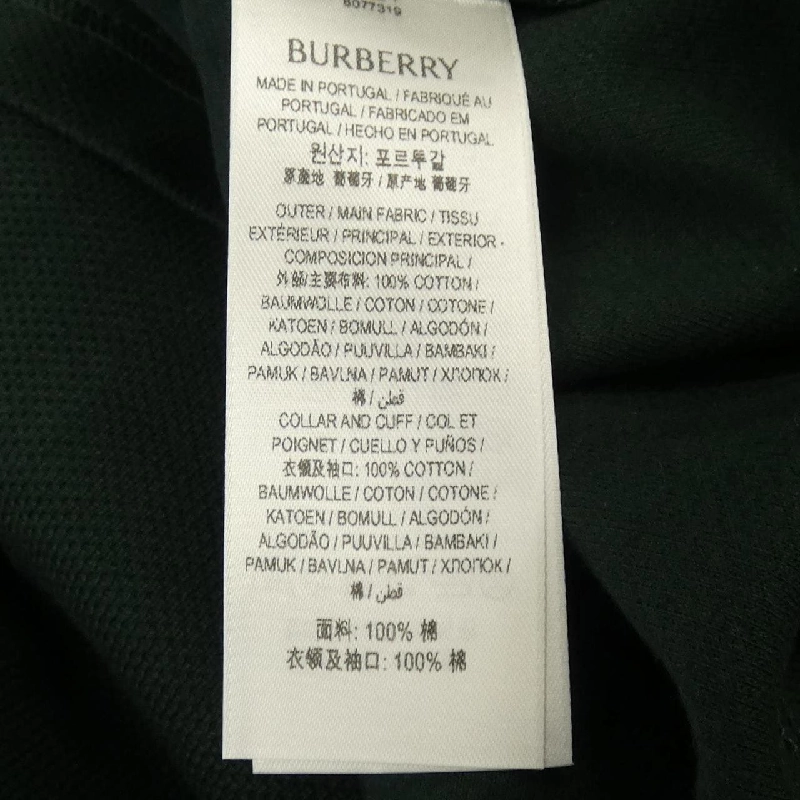 8077319
BURBERRY
MADE IN PORTUGAL / FABRIQUÉ AU
PORTUGAL / FABRICADO EM
PORTUGAL / HECHO EN PORTUGAL
원산지: 포르투갈
原產地 葡萄牙 / 原产地 葡萄牙
OUTER / MAIN FABRIC / TISSU
EXTÉRIEUR / PRINCIPAL / EXTERIOR -
COMPOSICION PRINCIPAL /
外部/主要布料: 100% COTTON /
BAUMWOLLE / COTON / COTONE /
KATOEN / BOMULL / ALGODÓN /
ALGODÃO / PUUVILLA / BAMBAKI /
PAMUK / BAVLNA / PAMUT / ХЛОПОК /
棉 / قطن
COLLAR AND CUFF / COL ET
POIGNET / CUELLO Y PUÑOS /
衣领及袖口: 100% COTTON /
BAUMWOLLE / COTON / COTONE /
KATOEN / BOMULL / ALGODÓN /
ALGODÃO / PUUVILLA / BAMBAKI /
PAMUK / BAVLNA / PAMUT / ХЛОПОК /
棉 / قطن
面料: 100% 棉
衣领及袖口: 100% 棉